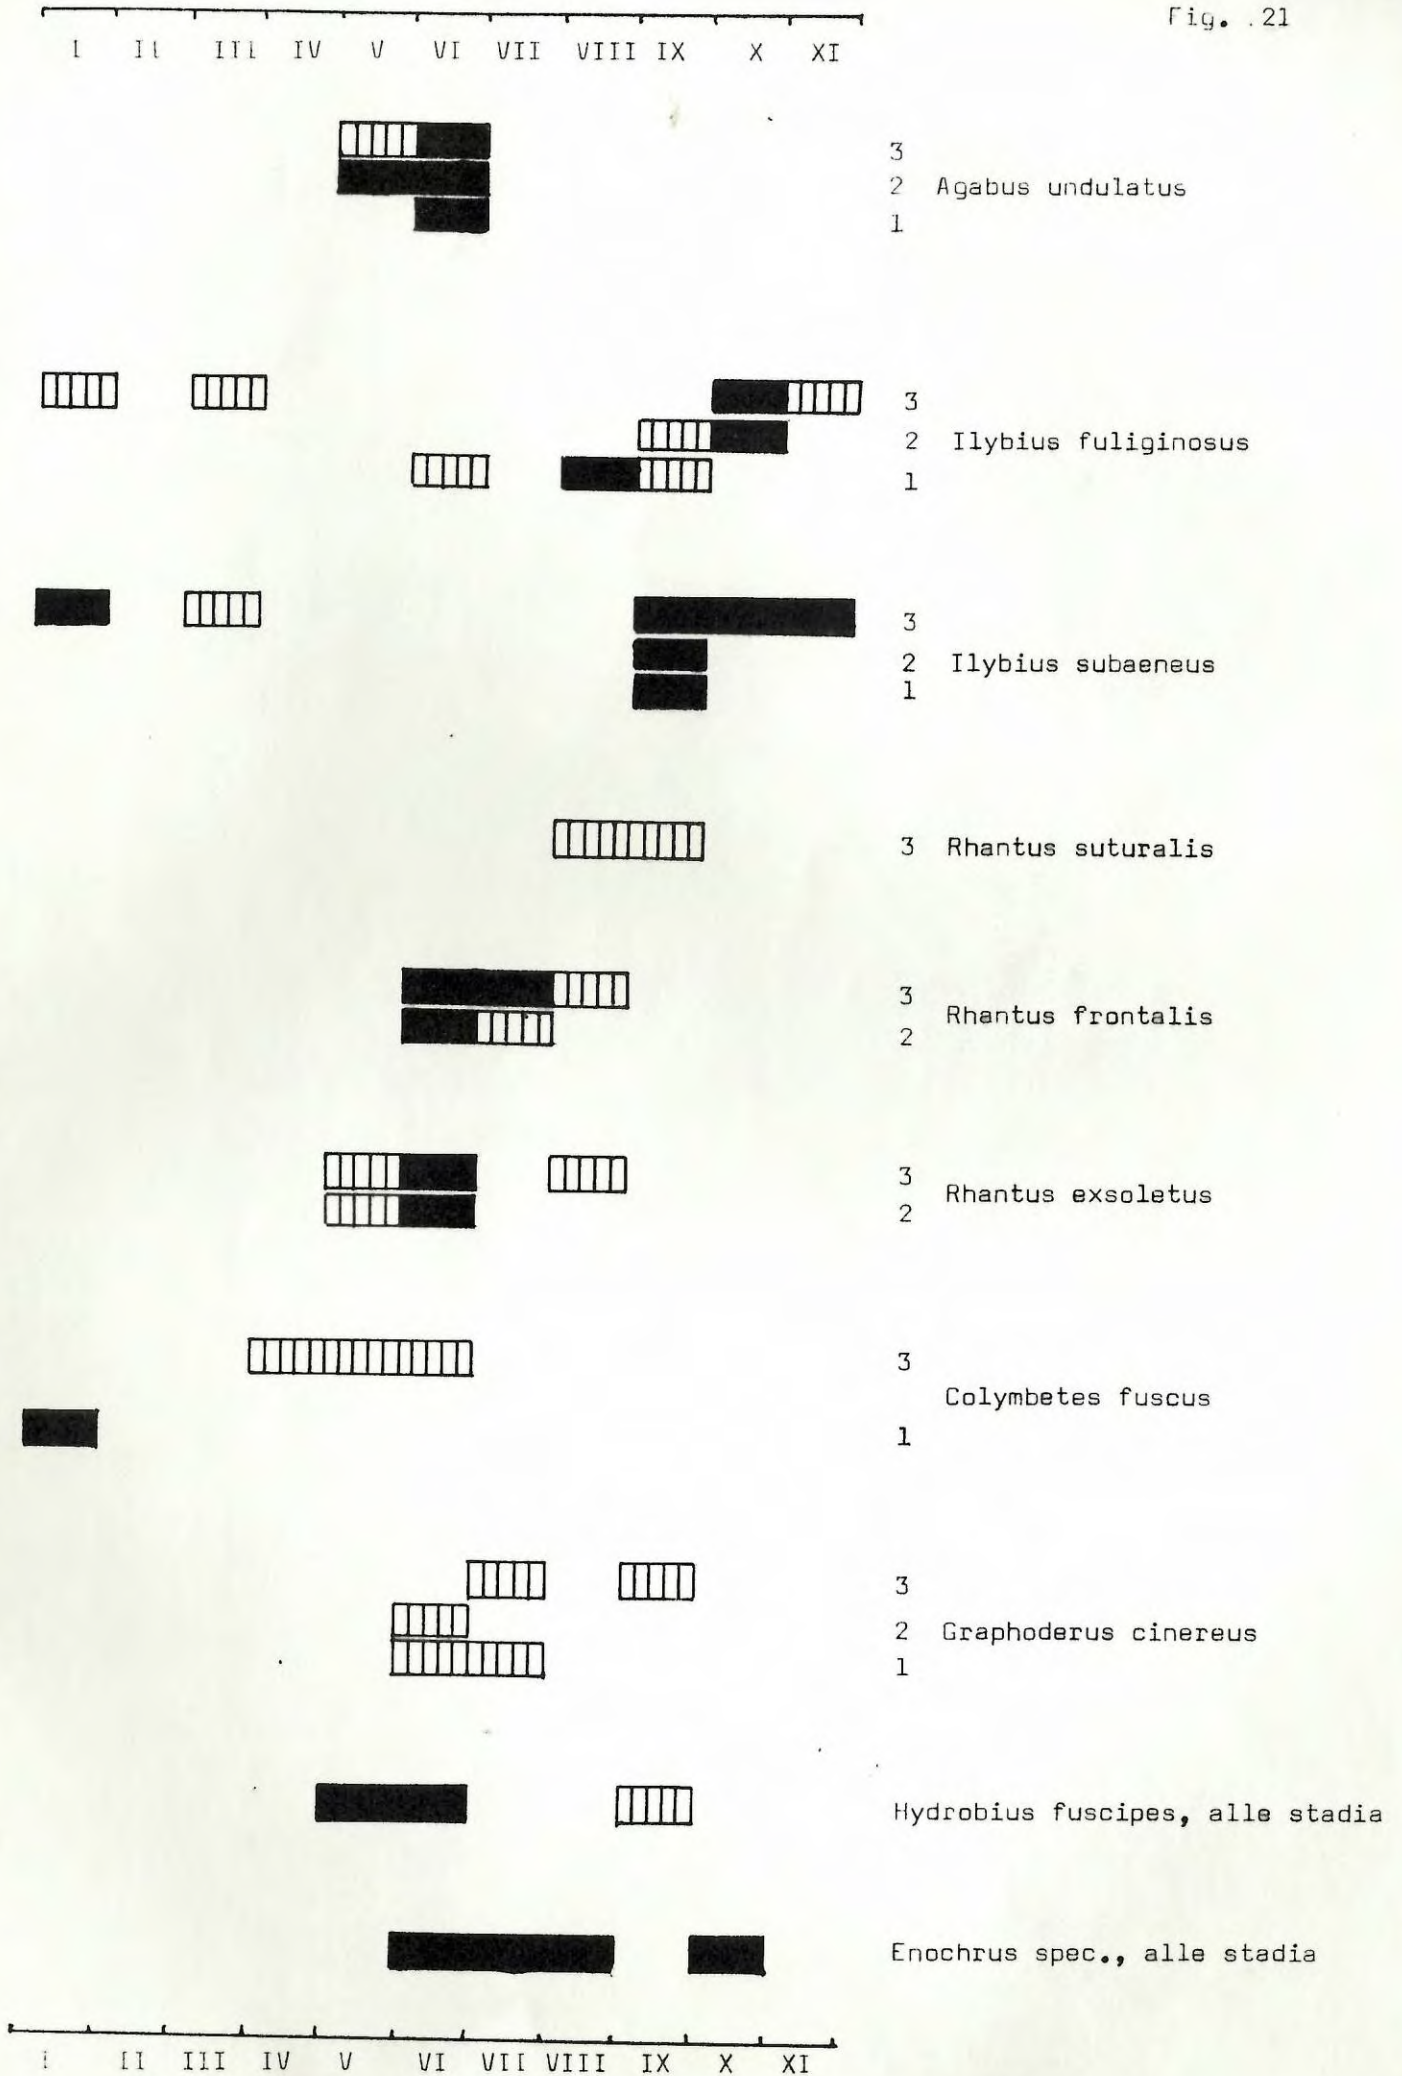 Fig. .21
I II III IV V VI VII VIII IX X XI
3
2 Agabus undulatus
1
3
2 Ilybius fuliginosus
1
3
2 Ilybius subaeneus
1
3 Rhantus suturalis
3
Rhantus frontalis
2
3
Rhantus exsoletus
2
3
Colymbetes fuscus
1
3
2 Graphoderus cinereus
1
Hydrobius fuscipes, alle stadia
Enochrus spec., alle stadia
I II III IV V VI VII VIII IX X XI